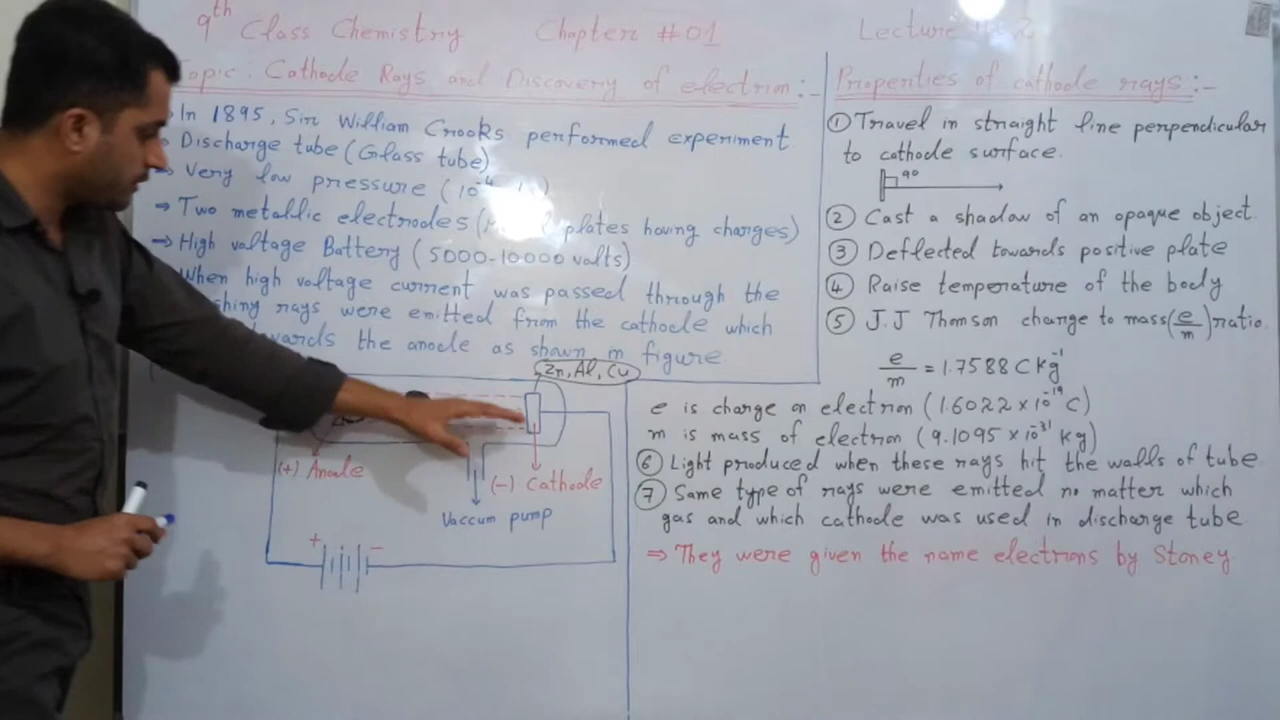 9th Class Chemistry Chapter #01 Lecture # 2
Topic: Cathode Rays and Discovery of electron:-
In 1895, Sir William Crooks performed experiment
Discharge tube (Glass tube)
⇒ Very low pressure (10⁻⁴
⇒ Two metallic electrodes ( plates having charges)
⇒ High voltage Battery (5000-10000 volts)
When high voltage current was passed through the
rays were emitted from the cathode which
the anode as shown in figure
Zn, Al, Cu
(+) Anode
(-) Cathode
Vaccum pump
+ -
Properties of cathode rays:-
① Travel in straight line perpendicular
to cathode surface.
90
② Cast a shadow of an opaque object.
③ Deflected towards positive plate
④ Raise temperature of the body
⑤ J.J Thomson change to mass (e/m) ratio.
e/m = 1.7588 C kg⁻¹
e is charge on electron (1.6022 × 10⁻¹⁹ C)
m is mass of electron (9.1095 × 10⁻³¹ kg)
⑥ Light produced when these rays hit the walls of tube
⑦ Same type of rays were emitted no matter which
gas and which cathode was used in discharge tube
⇒ They were given the name electrons by Stoney